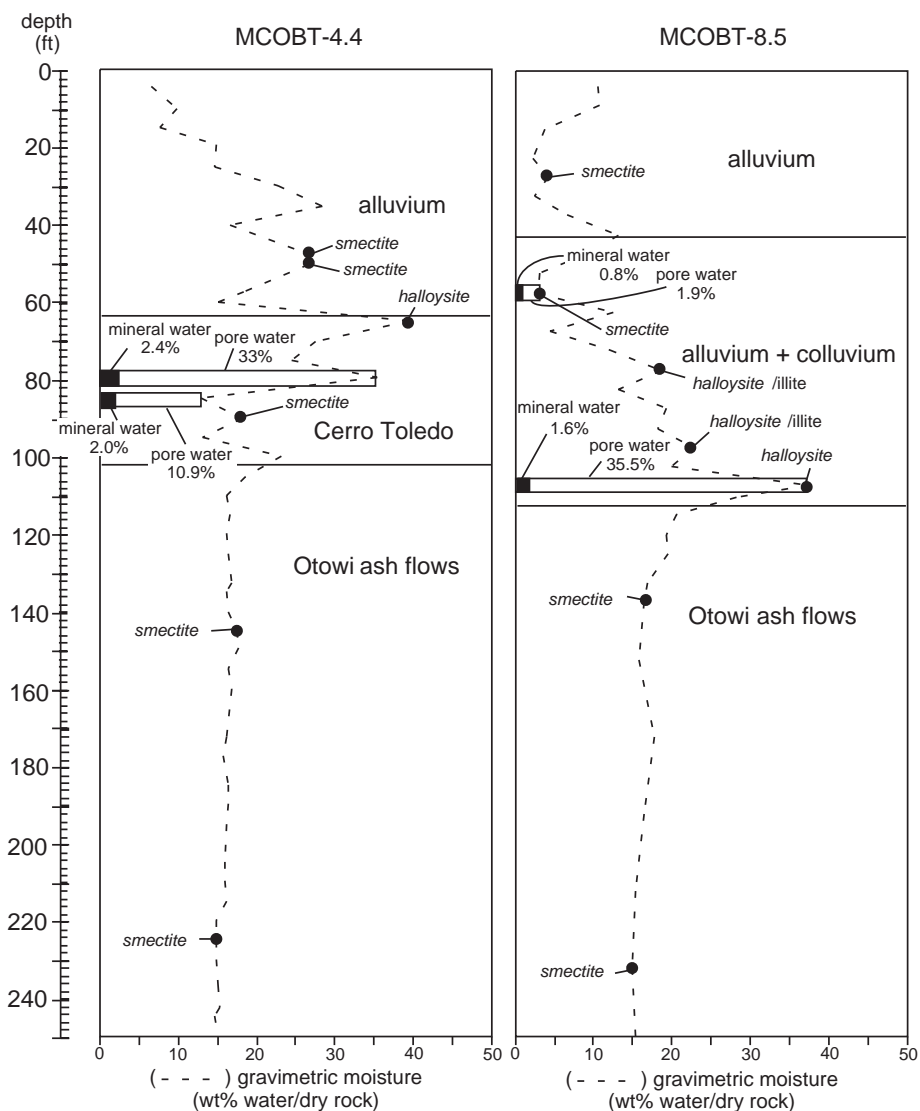 depth
(ft)
MCOBT-4.4
MCOBT-8.5
0
20
40
60
80
100
120
140
160
180
200
220
240
alluvium
smectite
smectite
halloysite
mineral water
2.4%
pore water
33%
smectite
mineral water
2.0%
pore water
10.9%
Cerro Toledo
Otowi ash flows
smectite
smectite
0 10 20 30 40 50
( - - - ) gravimetric moisture
(wt% water/dry rock)
alluvium
smectite
mineral water
0.8%
pore water
1.9%
smectite
alluvium + colluvium
halloysite /illite
mineral water
1.6%
halloysite /illite
pore water
35.5%
halloysite
smectite
Otowi ash flows
smectite
0 10 20 30 40 50
( - - - ) gravimetric moisture
(wt% water/dry rock)